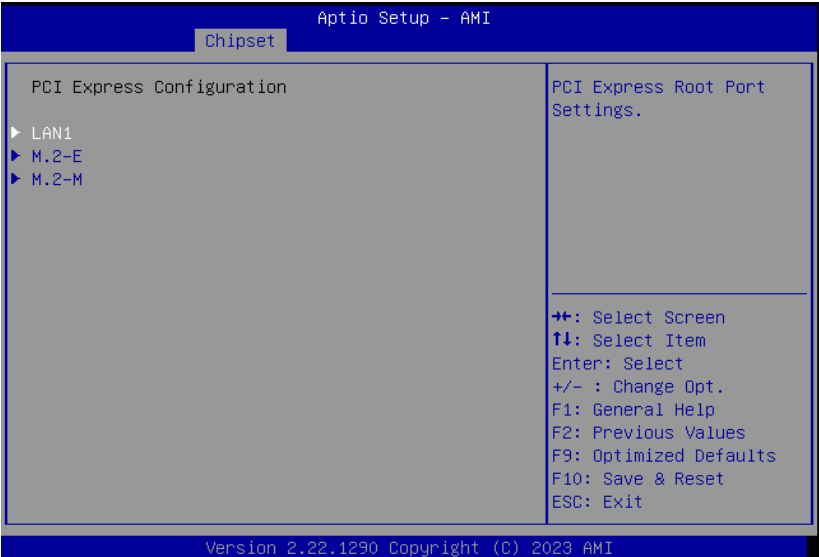 Aptio Setup – AMI
Chipset
PCI Express Configuration
LAN1
M.2-E
M.2-M
PCI Express Root Port
Settings.
→←: Select Screen
↑↓: Select Item
Enter: Select
+/- : Change Opt.
F1: General Help
F2: Previous Values
F9: Optimized Defaults
F10: Save & Reset
ESC: Exit
Version 2.22.1290 Copyright (C) 2023 AMI